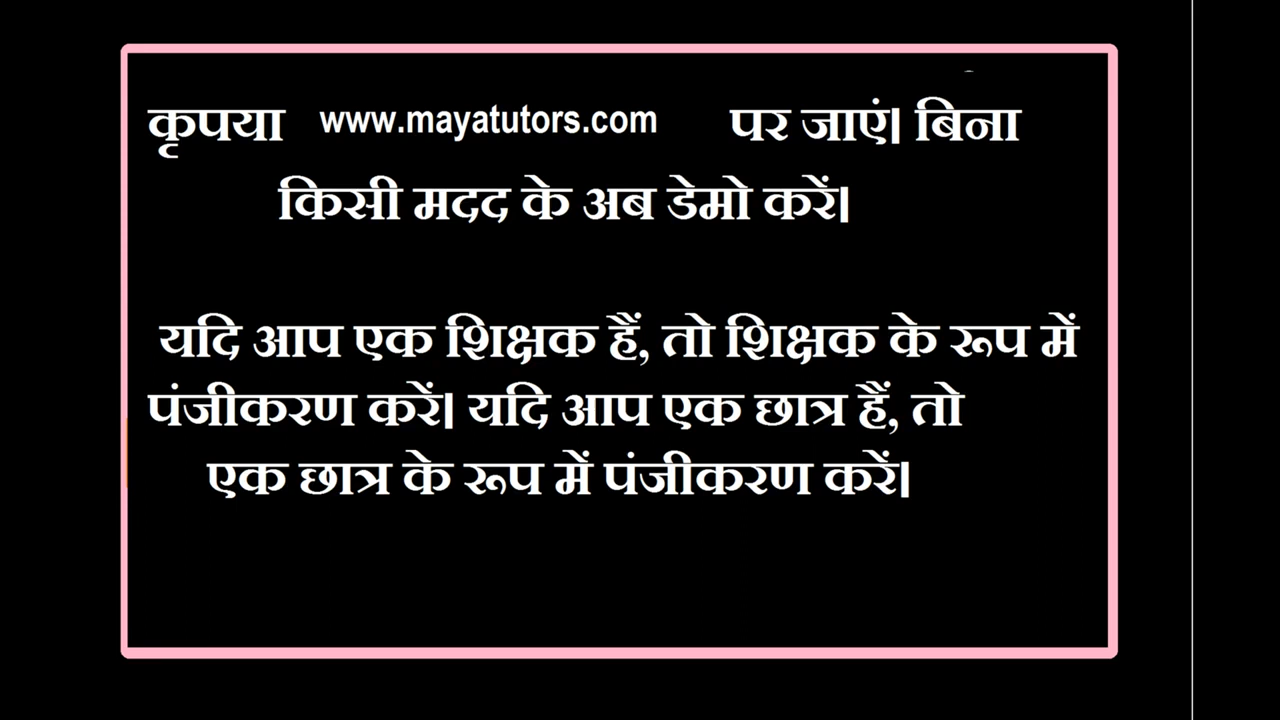 कृपया www.mayatutors.com पर जाएं। बिना
किसी मदद के अब डेमो करें।
यदि आप एक शिक्षक हैं, तो शिक्षक के रूप में
पंजीकरण करें। यदि आप एक छात्र हैं, तो
एक छात्र के रूप में पंजीकरण करें।